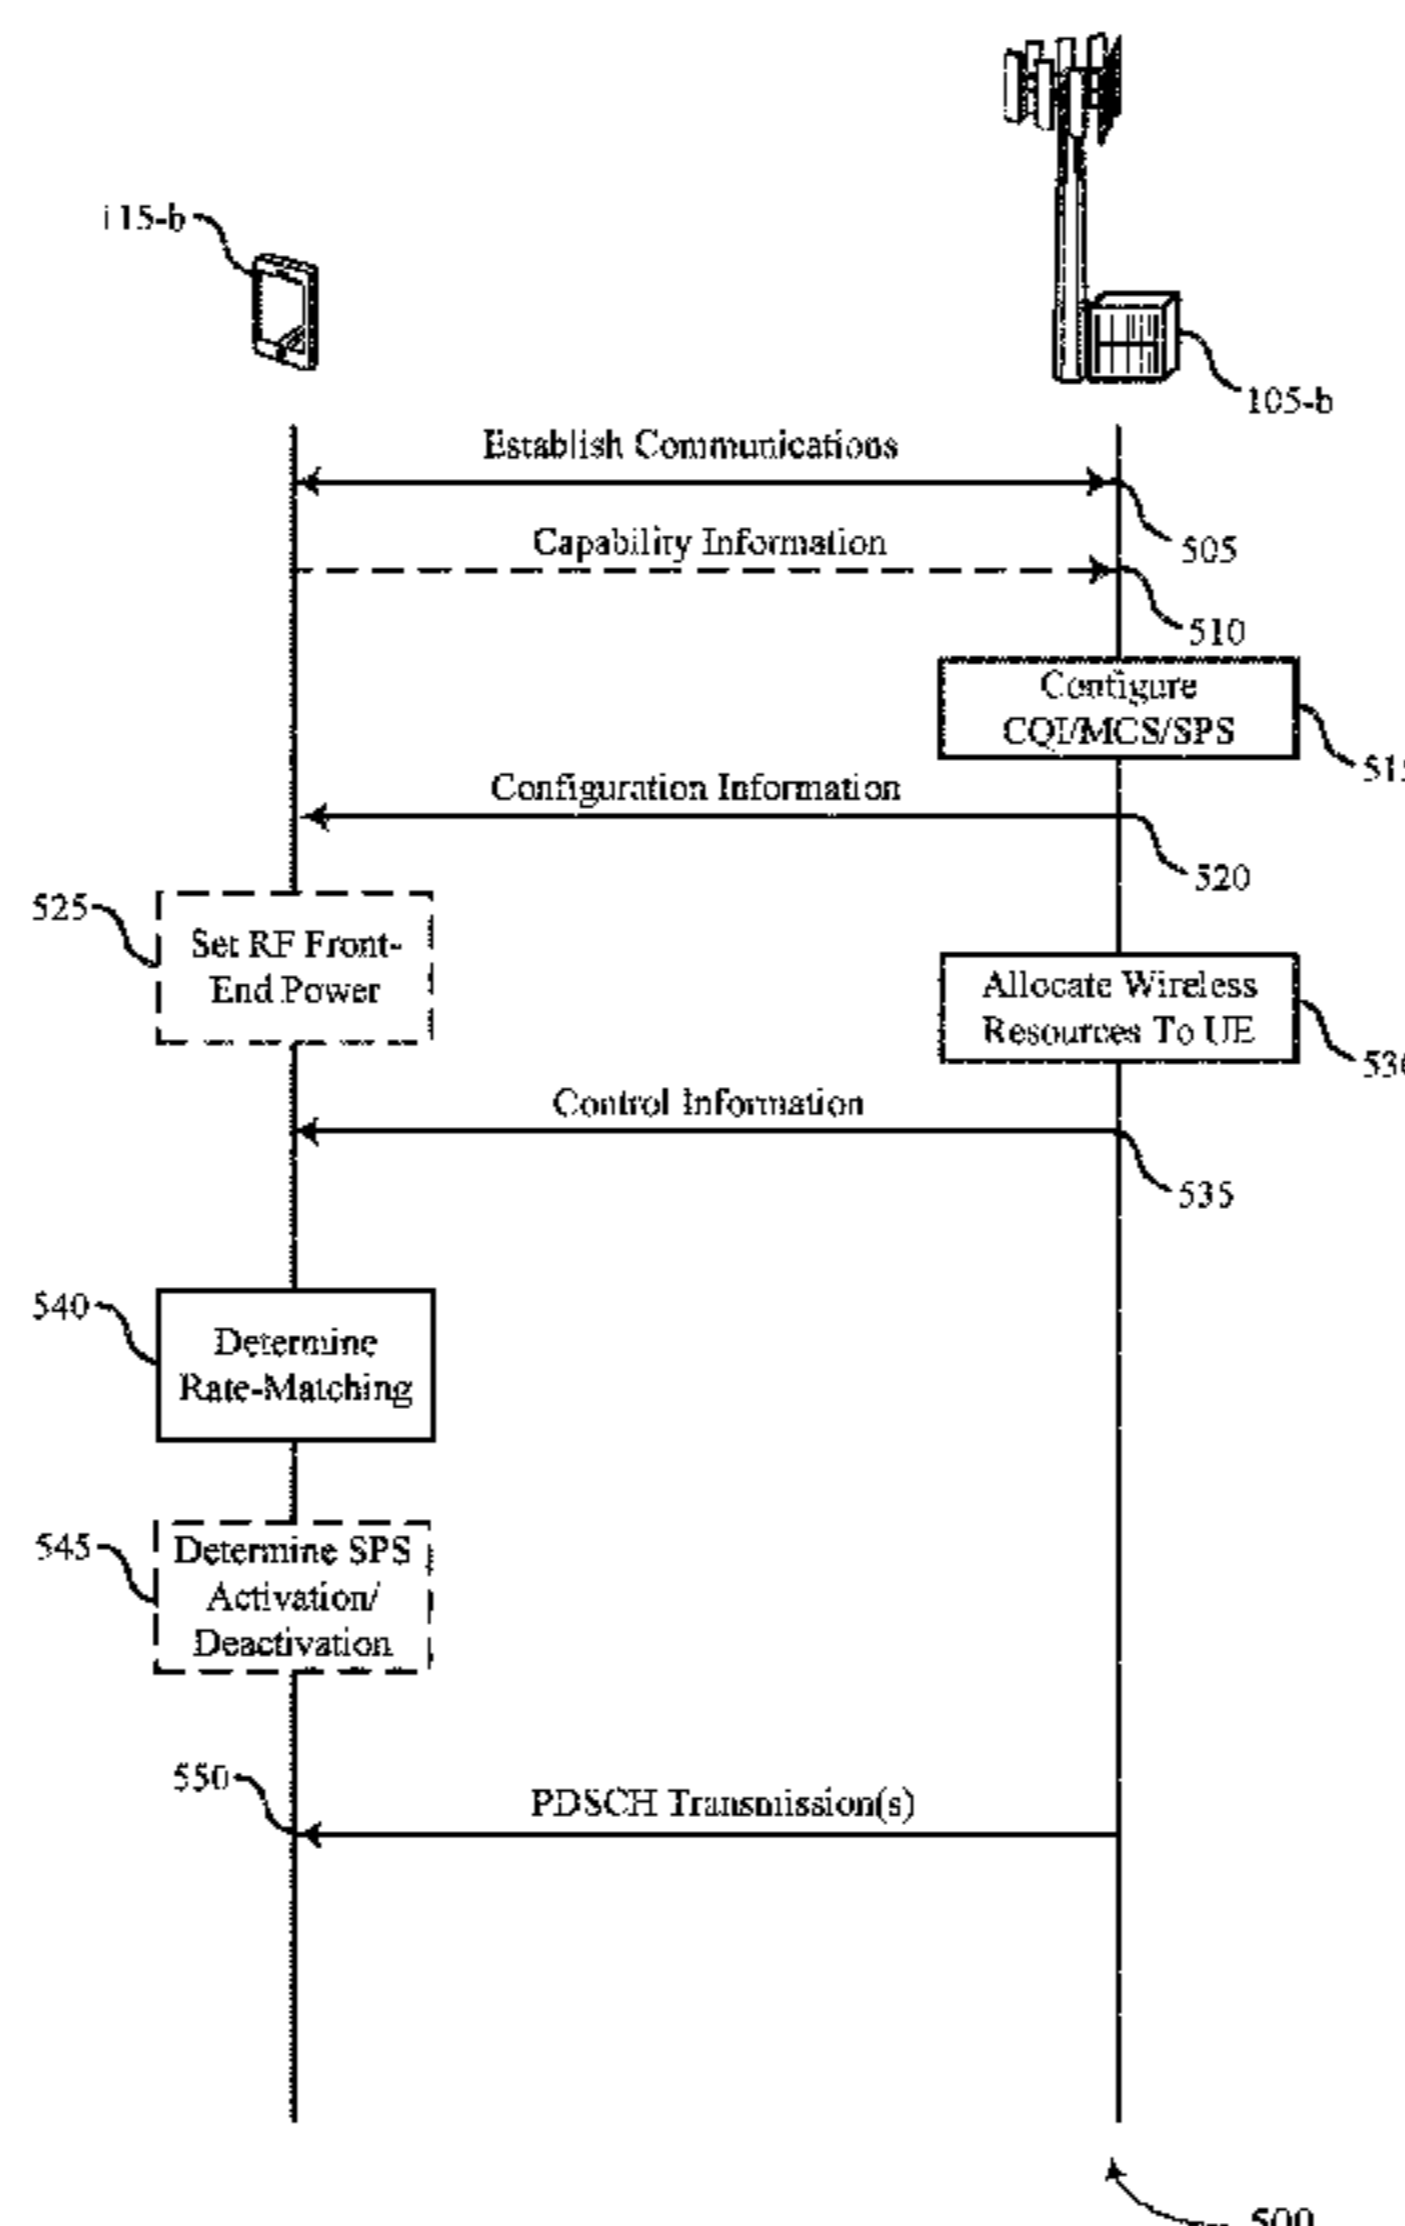 115-b
105-b
Establish Communications
505
Capability Information
510
Configure
CQI/MCS/SPS
515
Configuration Information
520
525
Set RF Front-
End Power
Allocate Wireless
Resources To UE
530
Control Information
535
540
Determine
Rate-Matching
545
Determine SPS
Activation/
Deactivation
550
PDSCH Transmission(s)
500